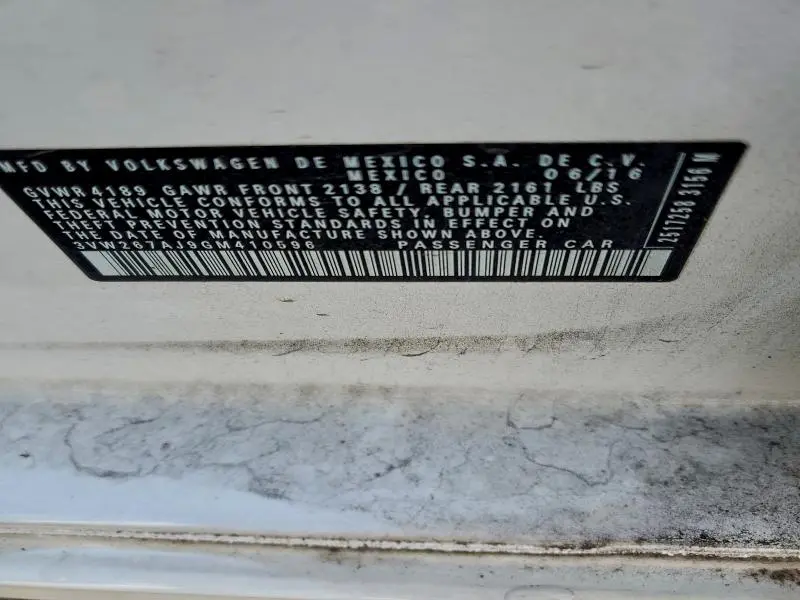 MFD BY VOLKSWAGEN DE MEXICO S.A. DE C.V.
MEXICO 06/16
GVWR 4189 GAWR FRONT 2138 / REAR 2161 LBS
THIS VEHICLE CONFORMS TO ALL APPLICABLE U.S.
FEDERAL MOTOR VEHICLE SAFETY, BUMPER AND
THEFT PREVENTION STANDARDS IN EFFECT ON
THE DATE OF MANUFACTURE SHOWN ABOVE.
3VW267AJ9GM410596 PASSENGER CAR
2517258 3156 M